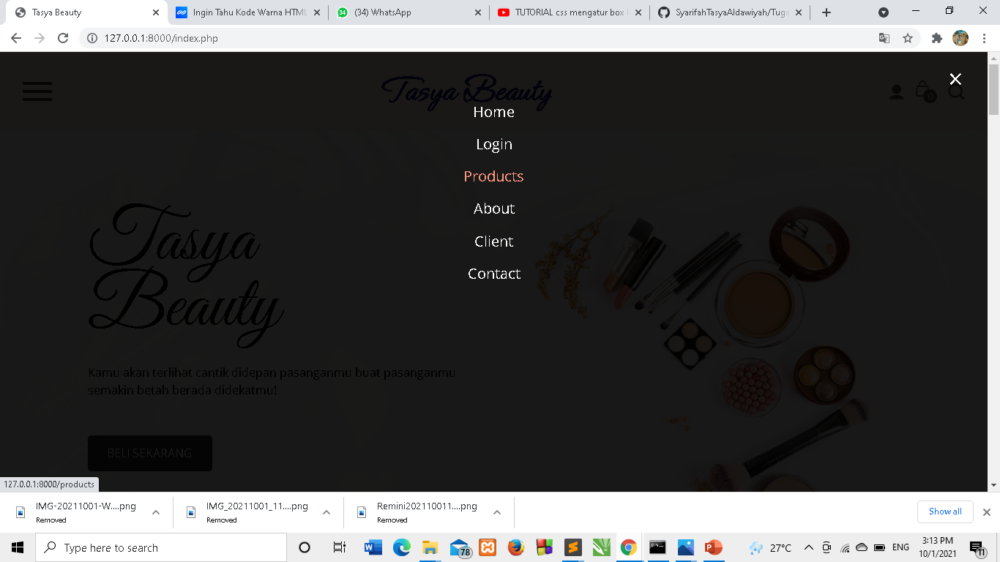 Tasya Beauty
Ingin Tahu Kode Warna HTML
34
(34) WhatsApp
TUTORIAL css mengatur box
SyarifahTasyaAldawiyah/Tuga
127.0.0.1:8000/index.php
Tasya Beauty
0
Home
Login
Products
About
Client
Contact
Tasya
Beauty
Kamu akan terlihat cantik didepan pasanganmu buat pasanganmu
semakin betah berada didekatmu!
BELI SEKARANG
127.0.0.1:8000/products
IMG-20211001-W....png
Removed
IMG_20211001_11....png
Removed
Remini202110011....png
Removed
Show all
Type here to search
78
27°C
ENG
3:13 PM
10/1/2021
11